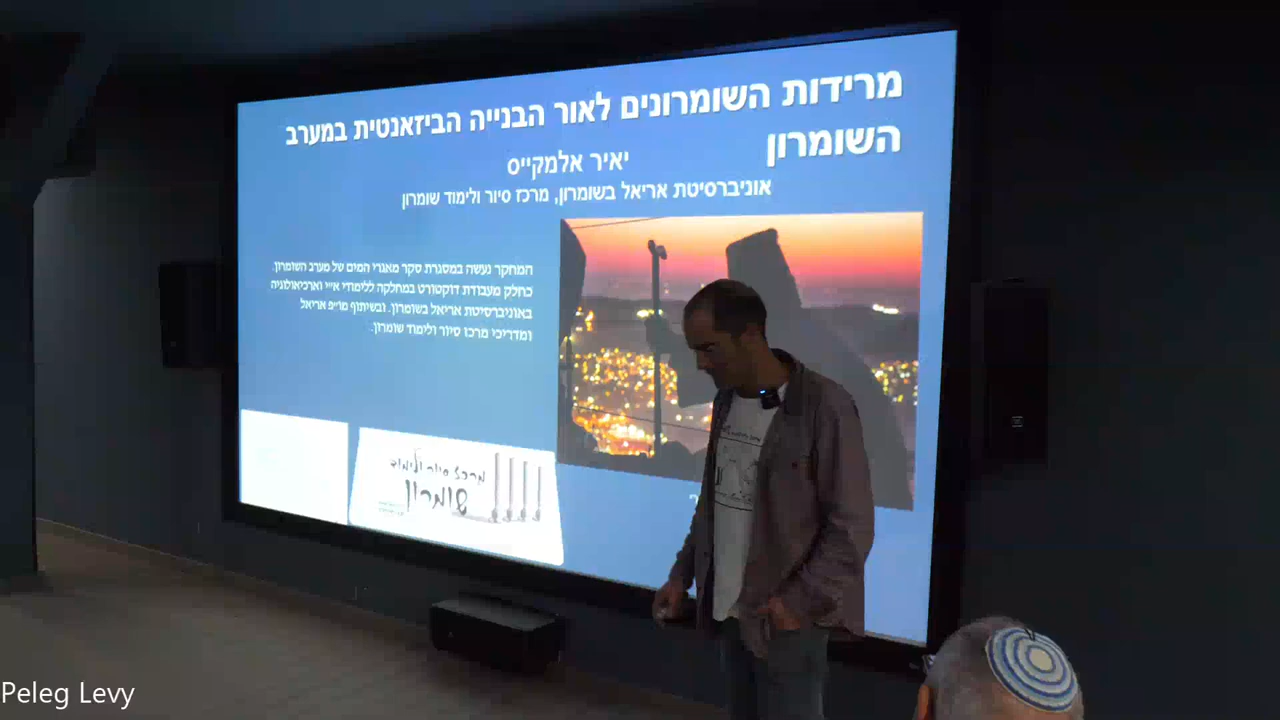 מרידות השומרונים לאור הבנייה הביזאנטית במערב
השומרון
יאיר אלמקייס
אוניברסיטת אריאל בשומרון, מרכז סיור ולימוד שומרון
המחקר נעשה במסגרת סקר מאגרי המים של מערב השומרון.
כחלק מעבודת דוקטורט במחלקה ללימודי א״י וארכיאולוגיה
באוניברסיטת אריאל בשומרון. ובשיתוף מו״פ אריאל
ומדריכי מרכז סיור ולימוד שומרון.
מרכז סיור ולימוד
שומרון
Peleg Levy